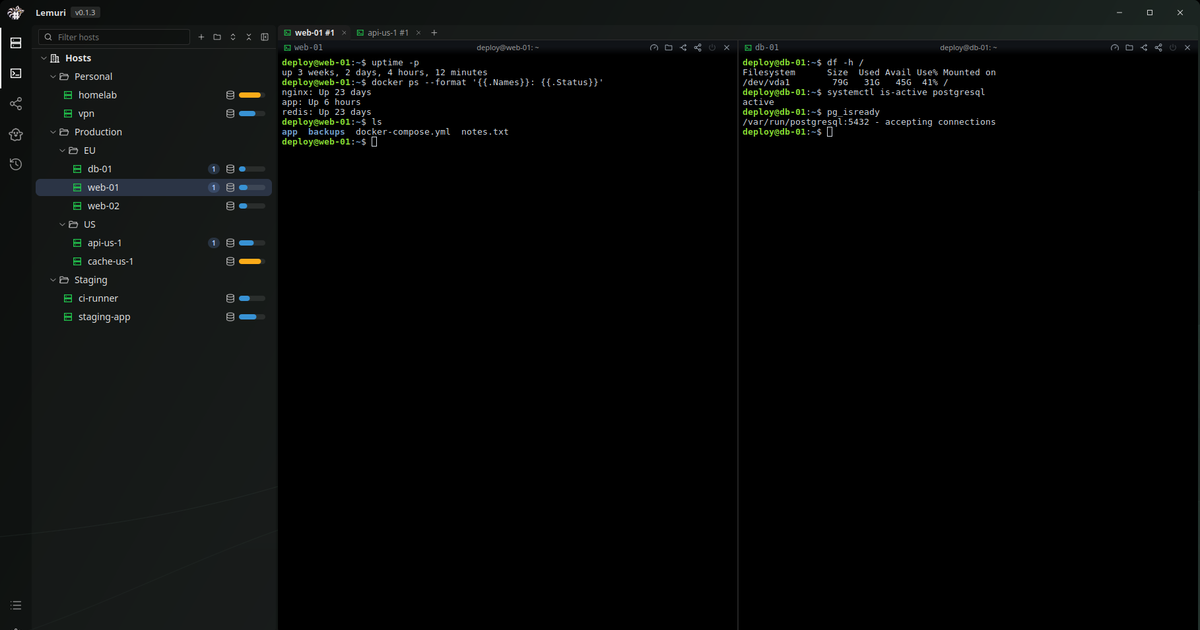 Lemuri v0.1.3
Filter hosts
Hosts
Personal
homelab
vpn
Production
EU
db-01 1
web-01 1
web-02
US
api-us-1 1
cache-us-1
Staging
ci-runner
staging-app
web-01 #1 × api-us-1 #1 × +
web-01 deploy@web-01: ~
deploy@web-01:~$ uptime -p
up 3 weeks, 2 days, 4 hours, 12 minutes
deploy@web-01:~$ docker ps --format '{{.Names}}: {{.Status}}'
nginx: Up 23 days
app: Up 6 hours
redis: Up 23 days
deploy@web-01:~$ ls
app backups docker-compose.yml notes.txt
deploy@web-01:~$
db-01 deploy@db-01: ~
deploy@db-01:~$ df -h /
Filesystem Size Used Avail Use% Mounted on
/dev/vda1 79G 31G 45G 41% /
deploy@db-01:~$ systemctl is-active postgresql
active
deploy@db-01:~$ pg_isready
/var/run/postgresql:5432 - accepting connections
deploy@db-01:~$